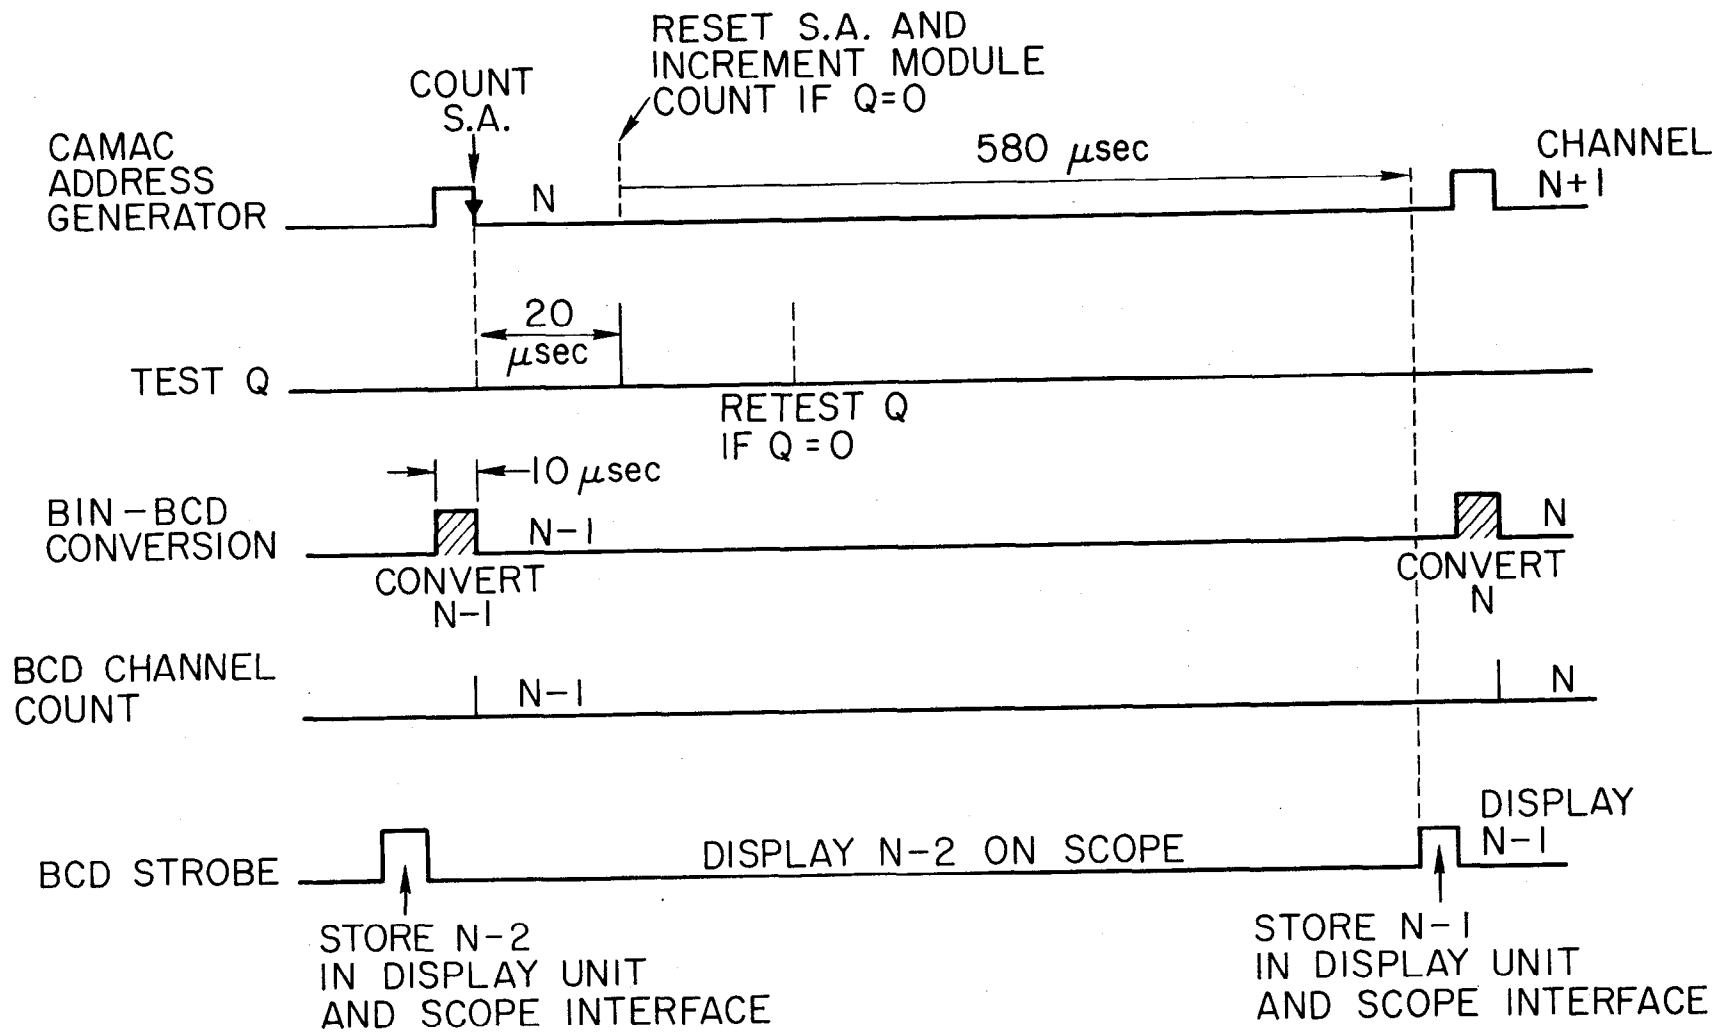 RESET S.A. AND
INCREMENT MODULE
COUNT IF Q=0
COUNT
S.A.
CAMAC
ADDRESS
GENERATOR
N
580 μsec
CHANNEL
N+1
20
μsec
TEST Q
RETEST Q
IF Q=0
10 μsec
BIN-BCD
CONVERSION
N-1
N
CONVERT
N-1
CONVERT
N
BCD CHANNEL
COUNT
N-1
N
BCD STROBE
DISPLAY N-2 ON SCOPE
DISPLAY
N-1
STORE N-2
IN DISPLAY UNIT
AND SCOPE INTERFACE
STORE N-1
IN DISPLAY UNIT
AND SCOPE INTERFACE